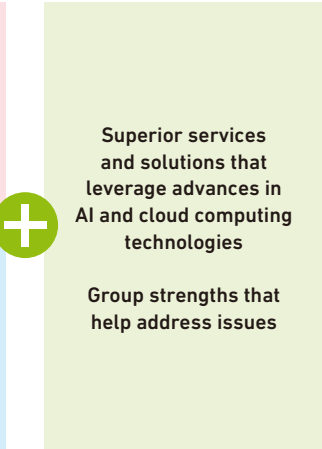 Superior services
and solutions that
leverage advances in
AI and cloud computing
technologies
Group strengths that
help address issues